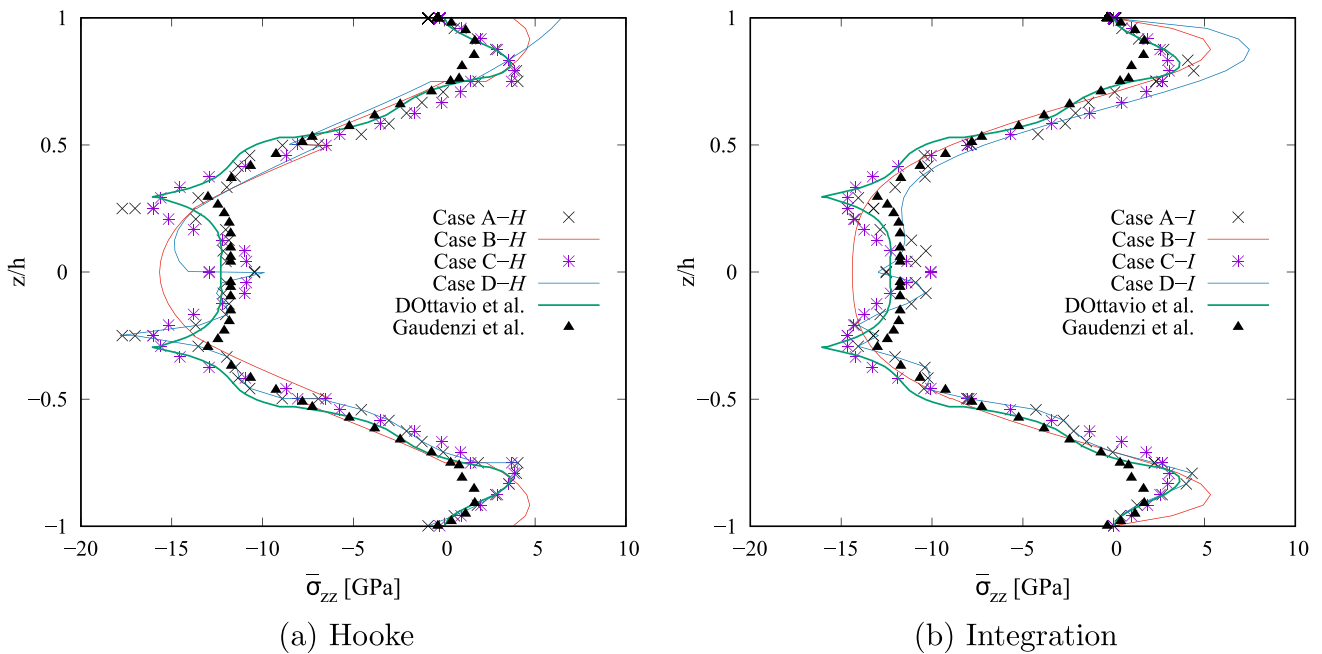 1
0.5
0
−0.5
−1
z/h
−20
−15
−10
−5
0
5
10
σ̅zz [GPa]
Case A−H
Case B−H
Case C−H
Case D−H
DOttavio et al.
Gaudenzi et al.
(a) Hooke
1
0.5
0
−0.5
−1
z/h
−20
−15
−10
−5
0
5
10
σ̅zz [GPa]
Case A−I
Case B−I
Case C−I
Case D−I
DOttavio et al.
Gaudenzi et al.
(b) Integration